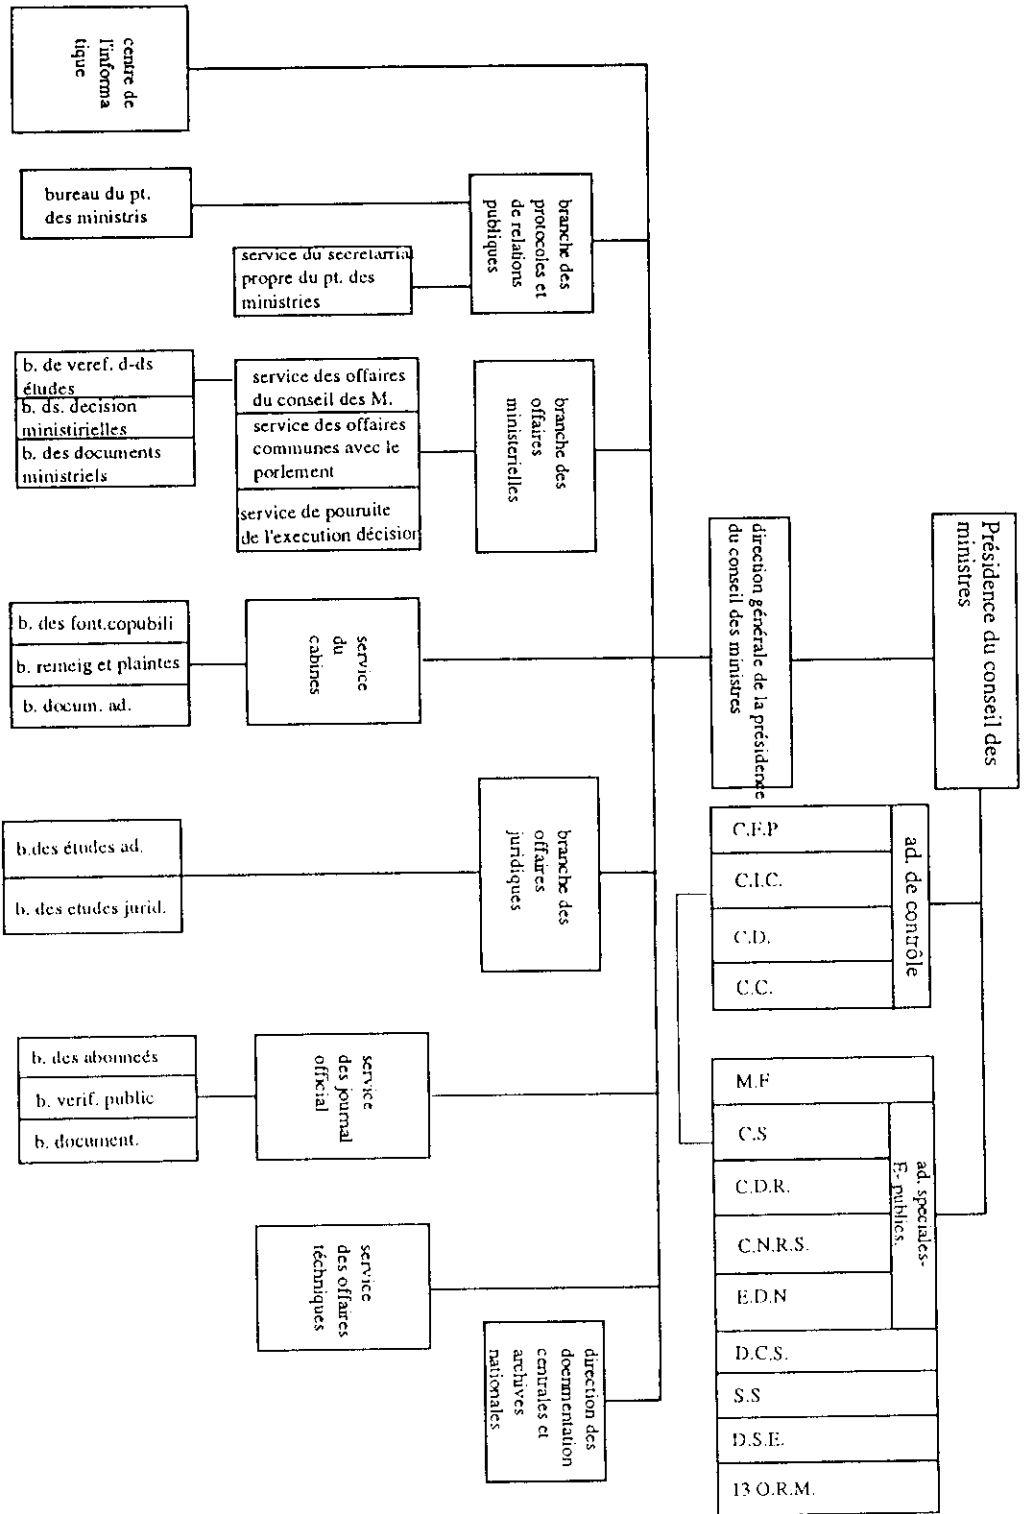 Présidence du conseil des
ministres
direction générale de la présidence
du conseil des ministres
ad. de contrôle
C.F.P
C.I.C.
C.D.
C.C.
ad. speciales-
E- publics.
M.F
C.S
C.D.R.
C.N.R.S.
E.D.N
D.C.S.
S.S
D.S.E.
13 O.R.M.
centre de
l'informa
tique
branche des
protocoles et
de relations
publiques
bureau du pt.
des ministris
service du secretarria
propre du pt. des
ministries
branche des
offaires
ministerielles
service des offaires
du conseil des M.
service des offaires
communes avec le
porlement
service de pouruite
de l'execution décision
b. de veref. d-ds
études
b. ds. decision
ministirielles
b. des documents
ministriels
service
du
cabines
b. des font.copubili
b. remeig et plaintes
b. docum. ad.
branche des
offaires
juridiques
b.des études ad.
b. des etudes jurid.
service
des journal
official
b. des abonneés
b. verif. public
b. document.
service
des offaires
téchniques
direction des
doenmentation
centrales et
archives
nationales